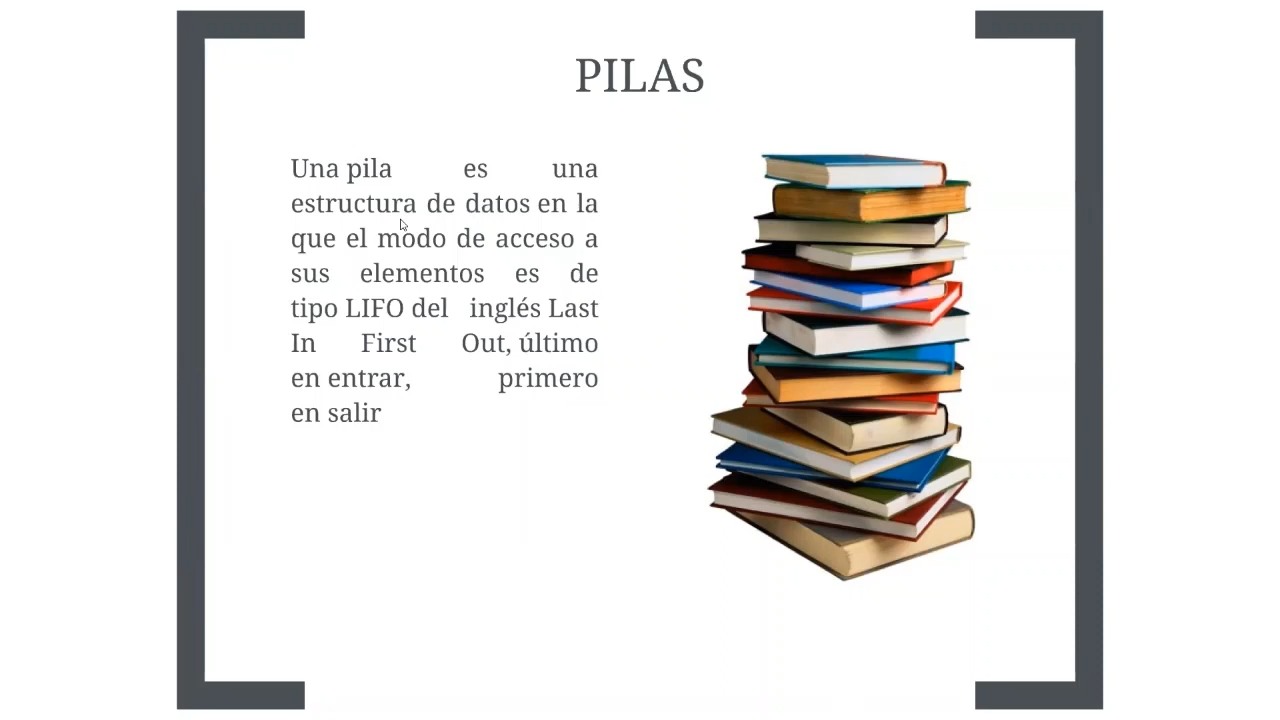 PILAS
Una pila es una
estructura de datos en la
que el modo de acceso a
sus elementos es de
tipo LIFO del inglés Last
In First Out, último
en entrar, primero
en salir